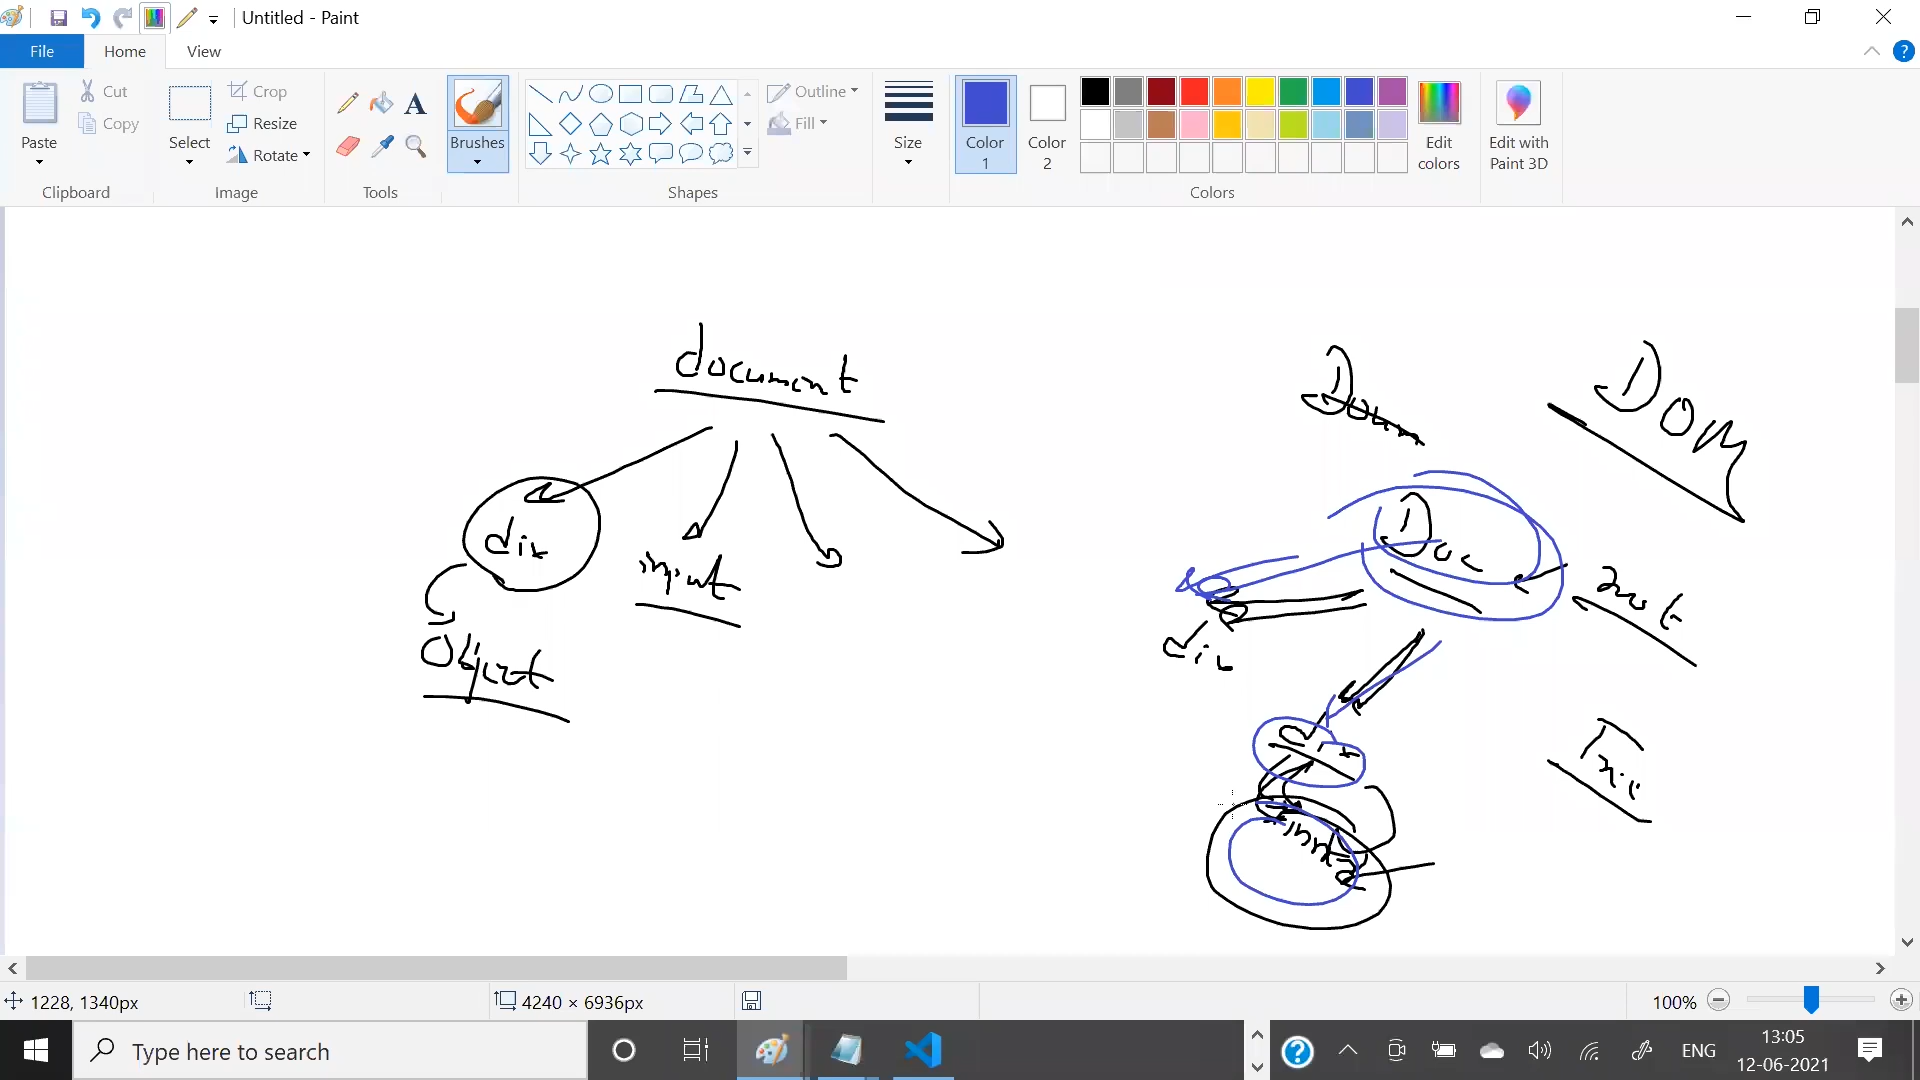 Untitled - Paint
File
Home
View
Paste
Cut
Copy
Clipboard
Select
Crop
Resize
Rotate
Image
Tools
Brushes
Shapes
Outline
Fill
Size
Color 1
Color 2
Edit colors
Colors
Edit with Paint 3D
document
div
input
Object
DOM
Doc
div
1228, 1340px
4240 × 6936px
100%
Type here to search
ENG
13:05
12-06-2021